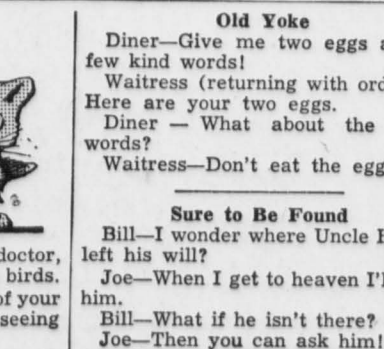 Old Yoke
Diner—Give me two eggs
few kind words!
Waitress (returning with
Here are your two eggs.
Diner — What about the
words?
Waitress—Don't eat the
Sure to Be Found
Bill—I wonder where Uncle
left his will?
Joe—When I get to heaven
him.
Bill—What if he isn't there?
Joe—Then you can ask him!
doctor,
birds.
of your
seeing